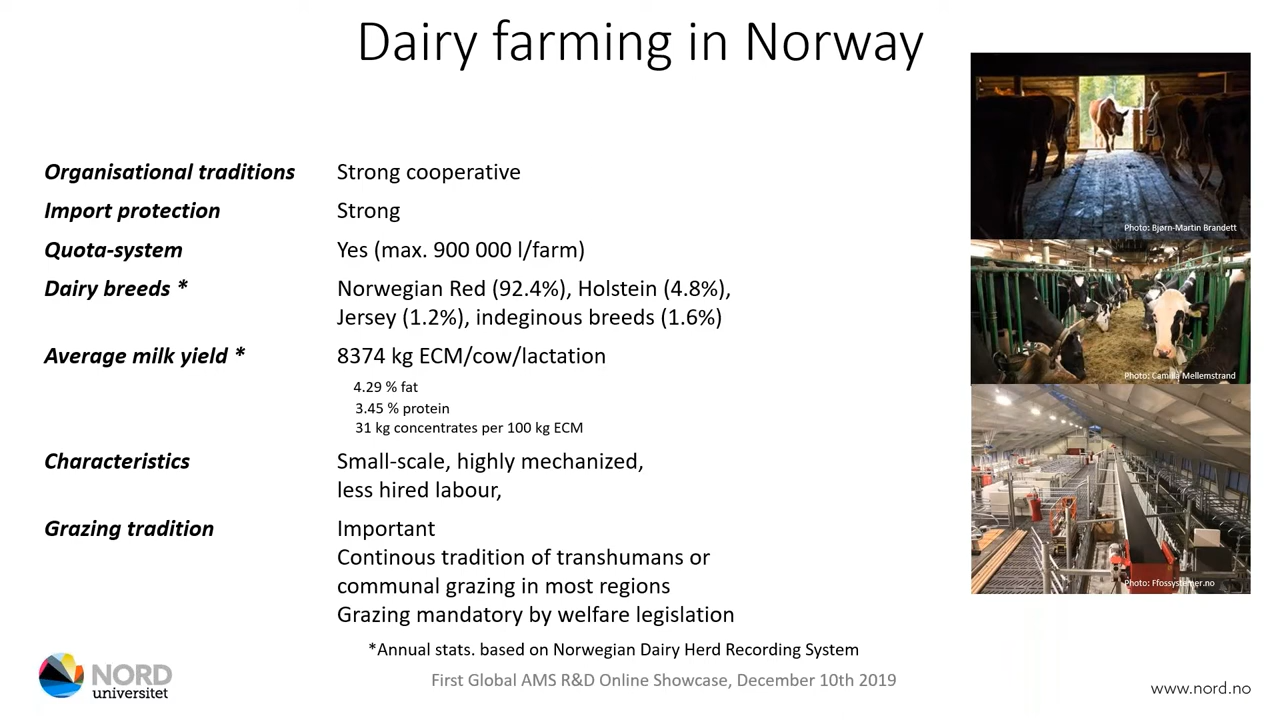 Dairy farming in Norway
Organisational traditions Strong cooperative
Import protection Strong
Quota-system Yes (max. 900 000 l/farm)
Dairy breeds * Norwegian Red (92.4%), Holstein (4.8%),
Jersey (1.2%), indeginous breeds (1.6%)
Average milk yield * 8374 kg ECM/cow/lactation
4.29 % fat
3.45 % protein
31 kg concentrates per 100 kg ECM
Characteristics Small-scale, highly mechanized,
less hired labour,
Grazing tradition Important
Continous tradition of transhumans or
communal grazing in most regions
Grazing mandatory by welfare legislation
*Annual stats. based on Norwegian Dairy Herd Recording System
Photo: Bjørn-Martin Brandett
Photo: Camilla Mellemstrand
Photo: Ffossystemer.no
NORD
universitet
First Global AMS R&D Online Showcase, December 10th 2019
www.nord.no